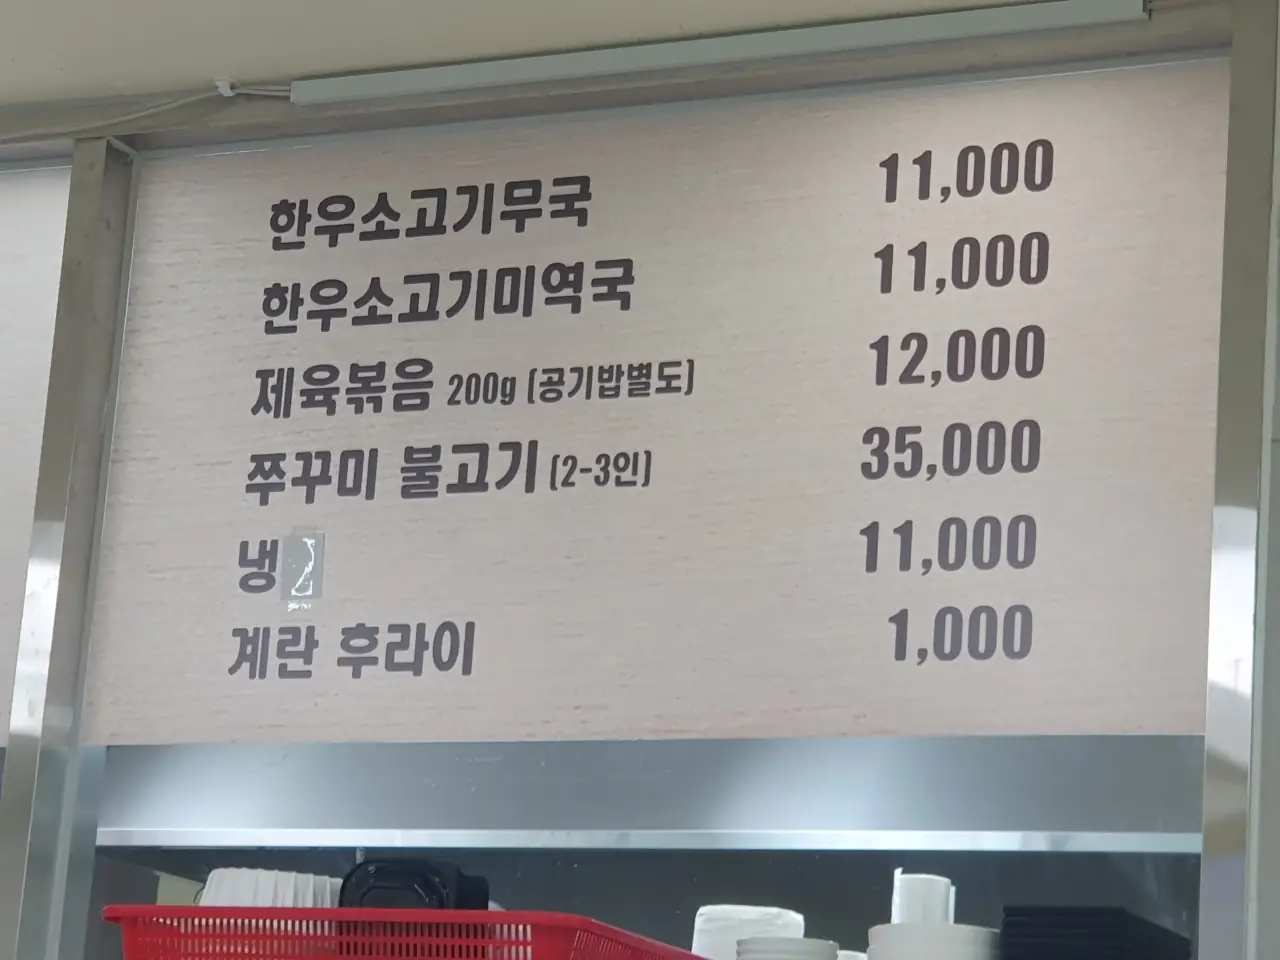 한우소고기무국 11,000
한우소고기미역국 11,000
제육볶음 200g (공기밥별도) 12,000
쭈꾸미 불고기 (2-3인) 35,000
냉 11,000
계란 후라이 1,000